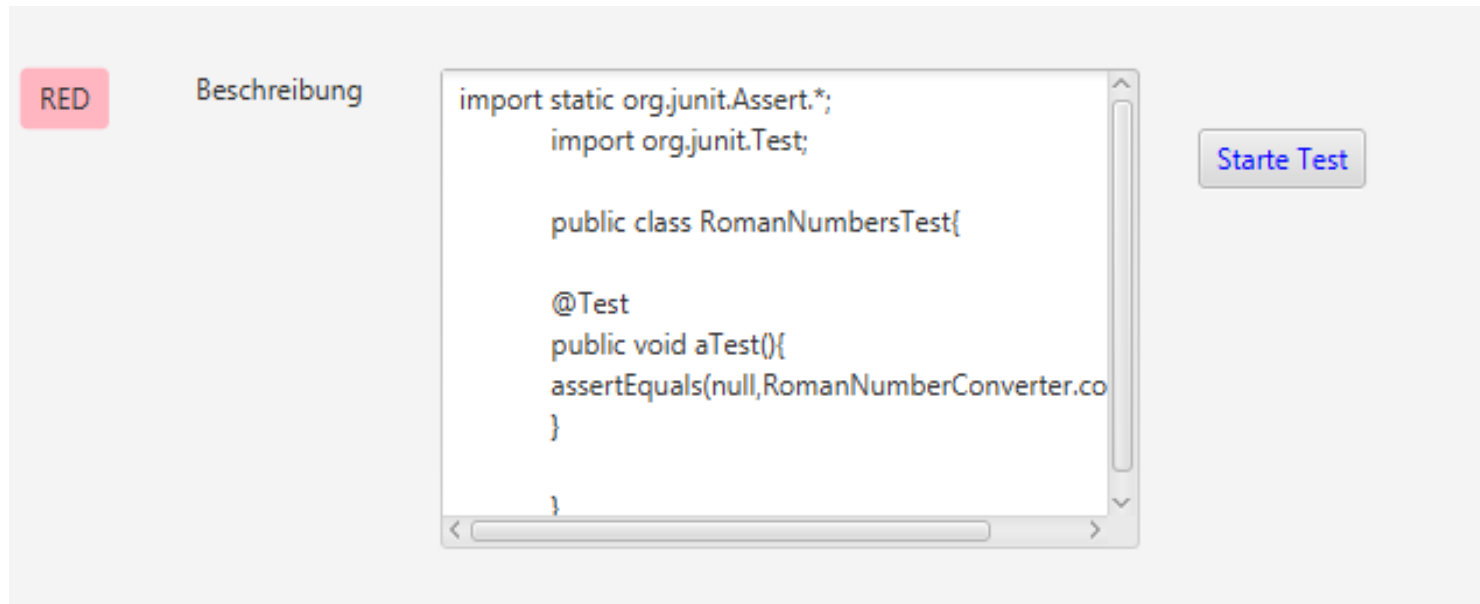 RED
Beschreibung
import static org.junit.Assert.*;
import org.junit.Test;
public class RomanNumbersTest{
@Test
public void aTest(){
assertEquals(null,RomanNumberConverter.co
}
}
Starte Test